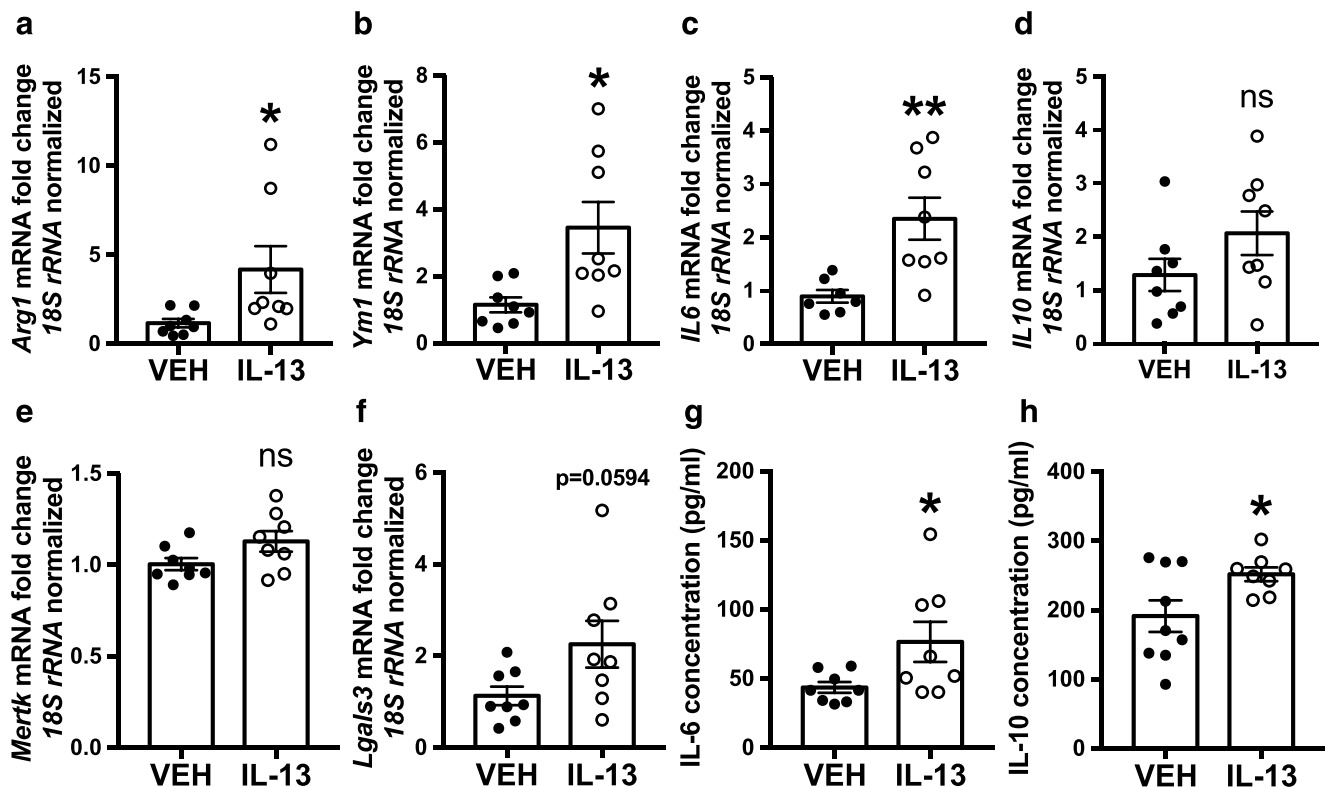 a
Arg1 mRNA fold change
18S rRNA normalized
15
10
5
0
*
VEH IL-13
b
Ym1 mRNA fold change
18S rRNA normalized
8
6
4
2
0
*
VEH IL-13
c
IL6 mRNA fold change
18S rRNA normalized
5
4
3
2
1
0
**
VEH IL-13
d
IL10 mRNA fold change
18S rRNA normalized
5
4
3
2
1
0
ns
VEH IL-13
e
Mertk mRNA fold change
18S rRNA normalized
1.5
1.0
0.5
0.0
ns
VEH IL-13
f
Lgals3 mRNA fold change
18S rRNA normalized
6
4
2
0
p=0.0594
VEH IL-13
g
IL-6 concentration (pg/ml)
200
150
100
50
0
*
VEH IL-13
h
IL-10 concentration (pg/ml)
400
300
200
100
0
*
VEH IL-13